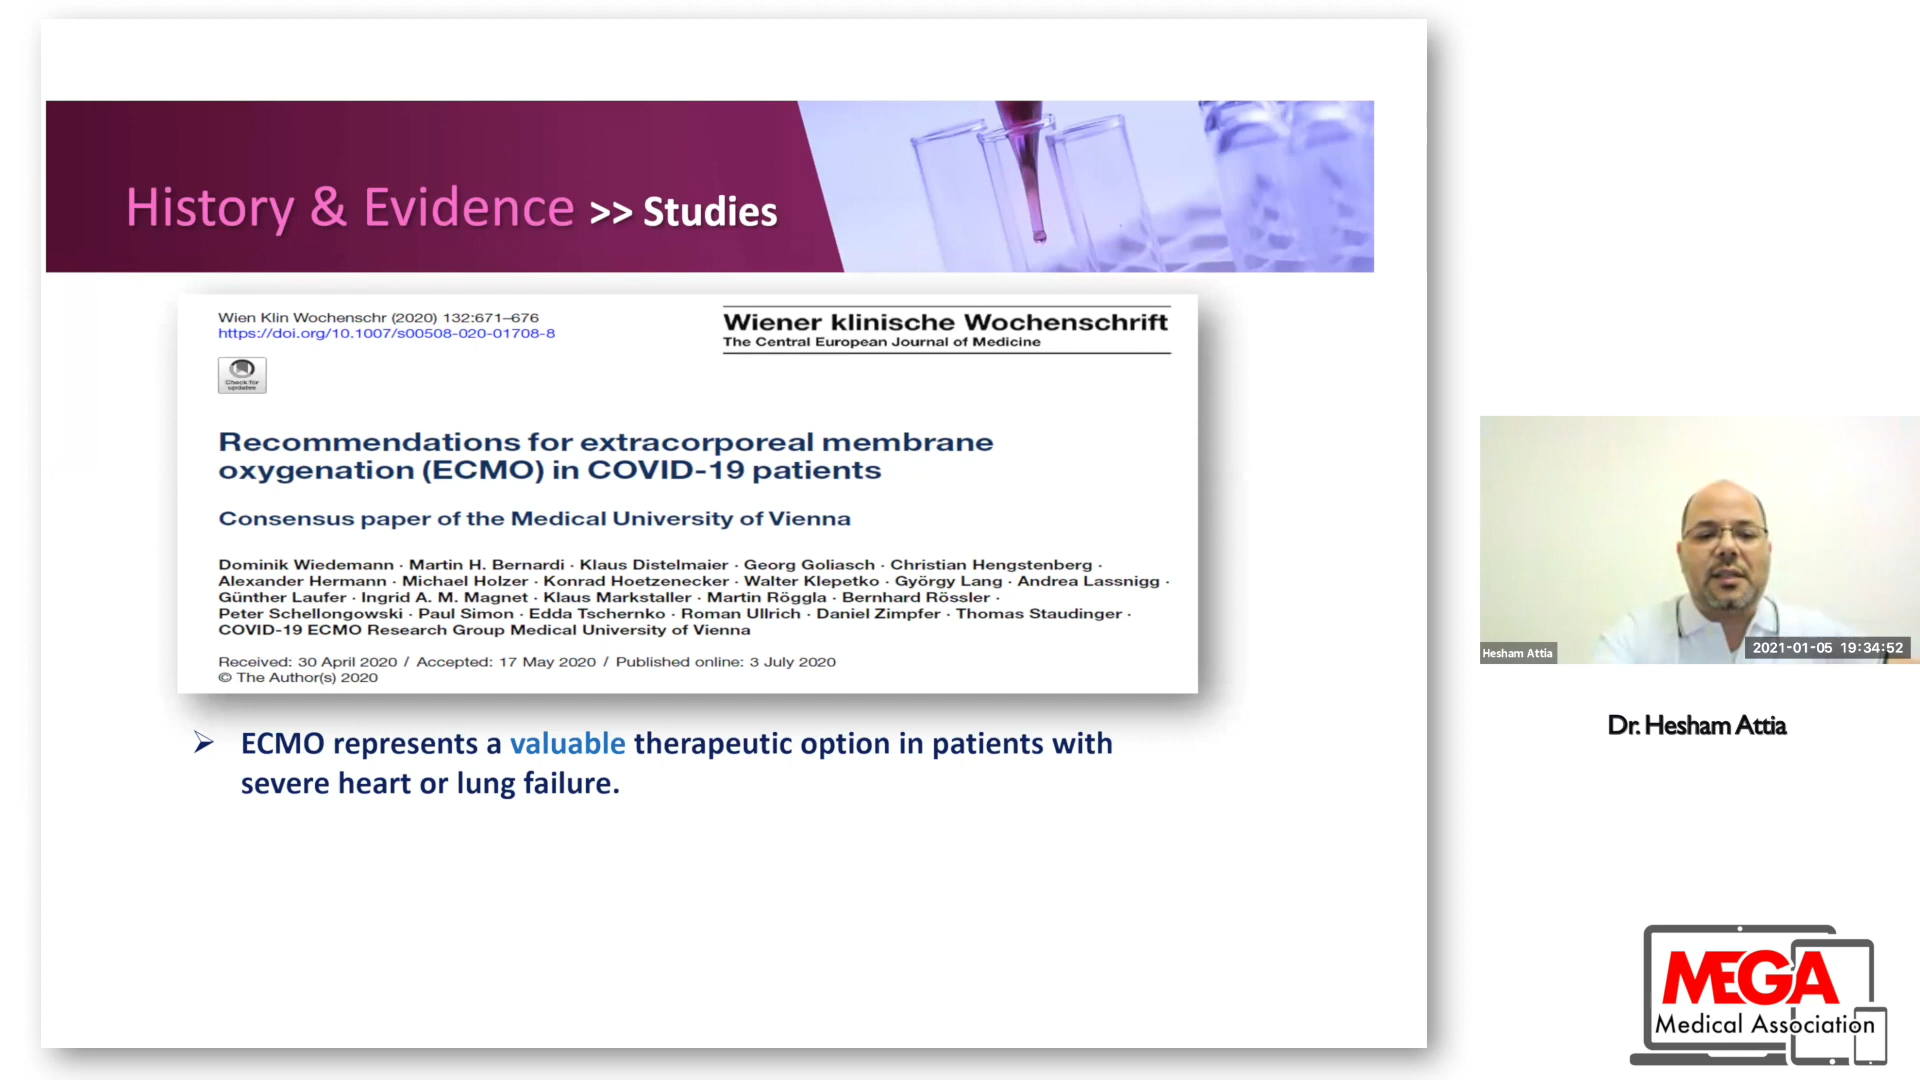 History & Evidence >> Studies
Wien Klin Wochenschr (2020) 132:671–676
https://doi.org/10.1007/s00508-020-01708-8
Wiener klinische Wochenschrift
The Central European Journal of Medicine
Check for
updates
Recommendations for extracorporeal membrane
oxygenation (ECMO) in COVID-19 patients
Consensus paper of the Medical University of Vienna
Dominik Wiedemann · Martin H. Bernardi · Klaus Distelmaier · Georg Goliasch · Christian Hengstenberg ·
Alexander Hermann · Michael Holzer · Konrad Hoetzenecker · Walter Klepetko · György Lang · Andrea Lassnigg ·
Günther Laufer · Ingrid A. M. Magnet · Klaus Markstaller · Martin Röggla · Bernhard Rössler ·
Peter Schellongowski · Paul Simon · Edda Tschernko · Roman Ullrich · Daniel Zimpfer · Thomas Staudinger ·
COVID-19 ECMO Research Group Medical University of Vienna
Received: 30 April 2020 / Accepted: 17 May 2020 / Published online: 3 July 2020
© The Author(s) 2020
➢ ECMO represents a valuable therapeutic option in patients with
severe heart or lung failure.
Hesham Attia
2021-01-05 19:34:52
Dr. Hesham Attia
MEGA
Medical Association